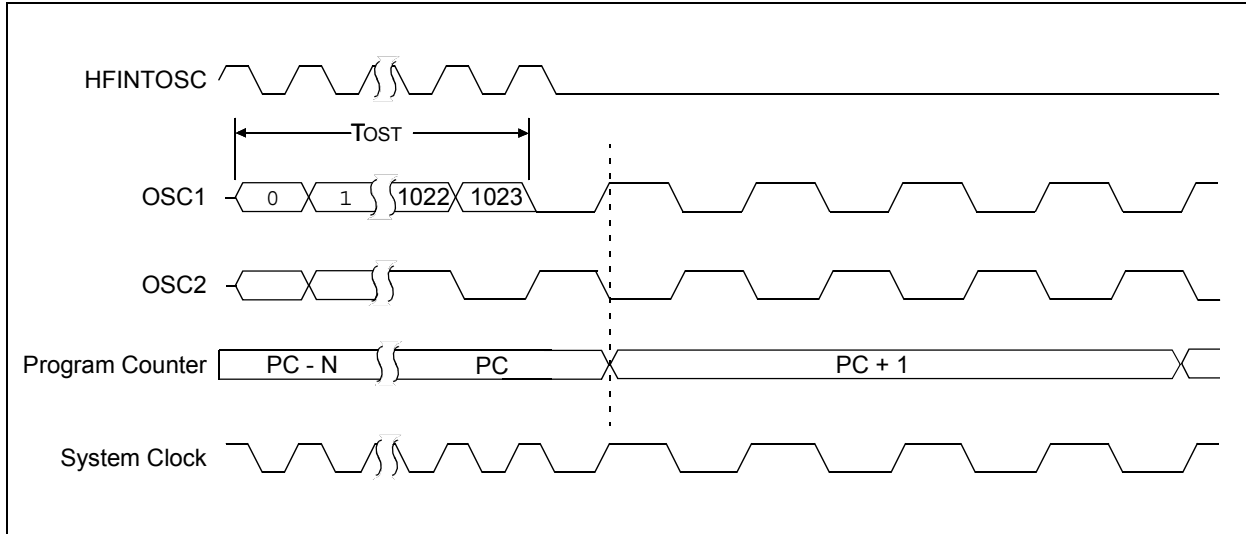 HFINTOSC
TOST
OSC1 0 1 1022 1023
OSC2
Program Counter PC - N PC PC + 1
System Clock